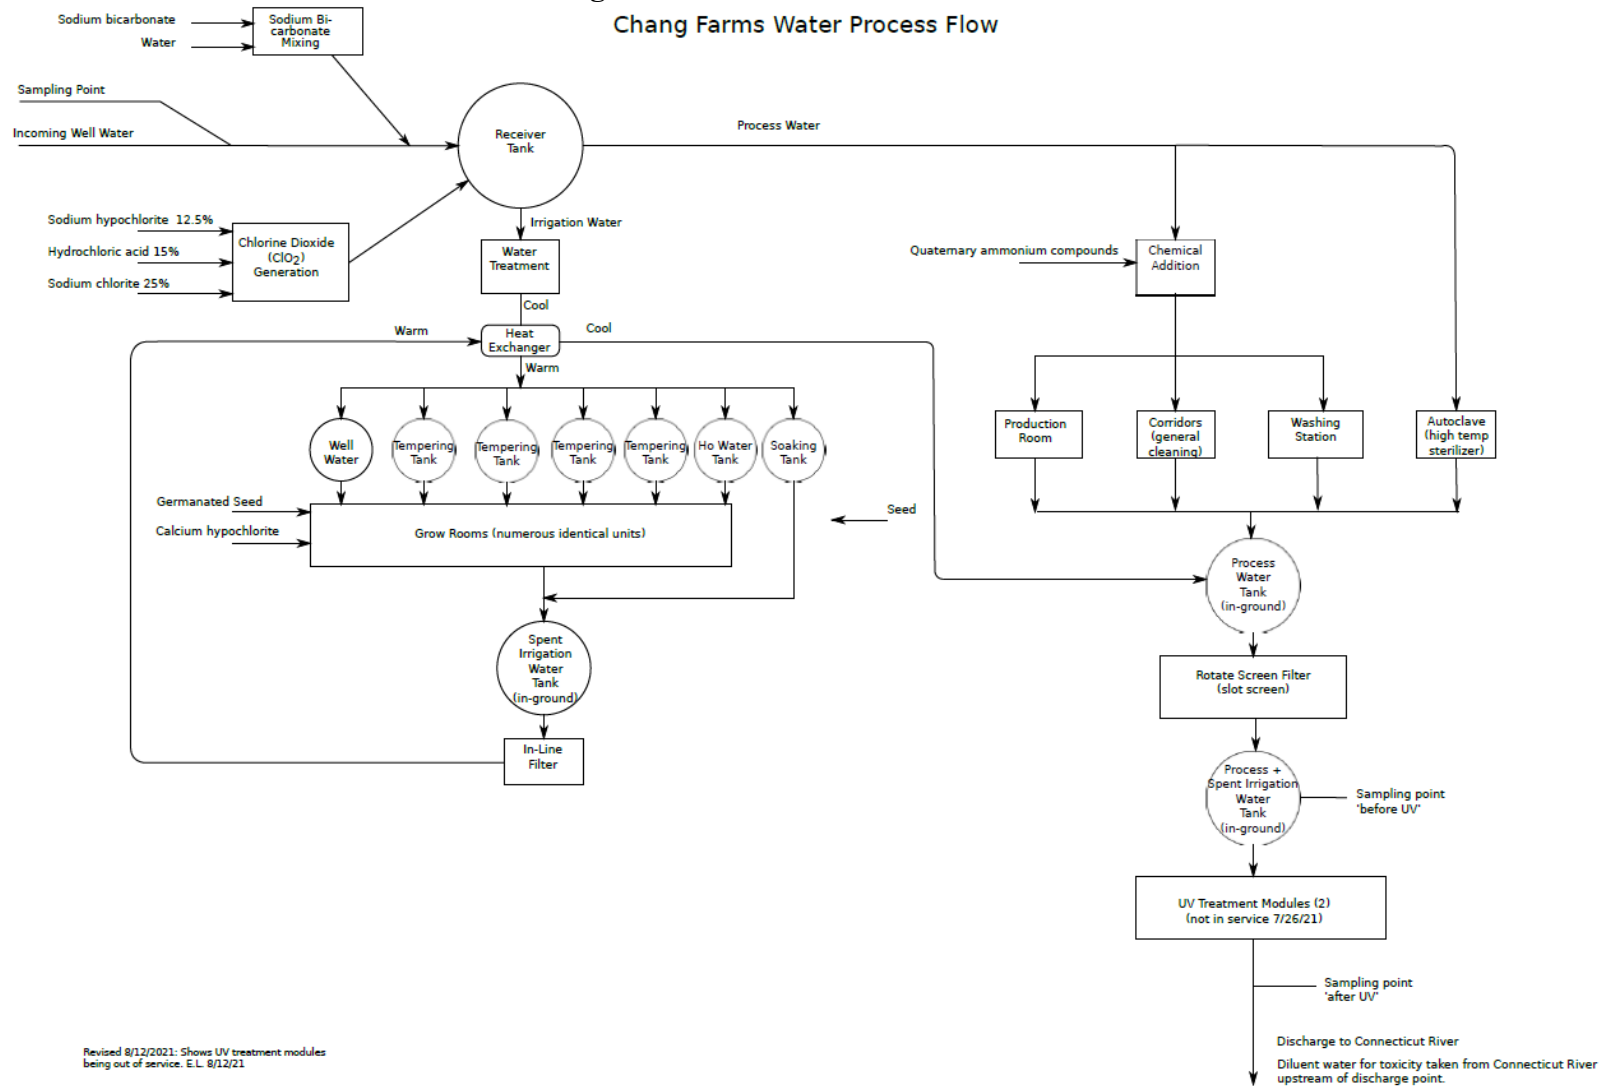 Chang Farms Water Process Flow
Sodium bicarbonate
Water
Sodium Bi-
carbonate
Mixing
Sampling Point
Incoming Well Water
Receiver
Tank
Process Water
Sodium hypochlorite 12.5%
Hydrochloric acid 15%
Sodium chlorite 25%
Chlorine Dioxide
(ClO2)
Generation
Irrigation Water
Water
Treatment
Cool
Quaternary ammonium compounds
Chemical
Addition
Warm
Heat
Exchanger
Cool
Warm
Well
Water
Tempering
Tank
Tempering
Tank
Tempering
Tank
Tempering
Tank
Ho Water
Tank
Soaking
Tank
Production
Room
Corridors
(general
cleaning)
Washing
Station
Autoclave
(high temp
sterilizer)
Germanated Seed
Calcium hypochlorite
Grow Rooms (numerous identical units)
Seed
Process
Water
Tank
(in-ground)
Spent
Irrigation
Water
Tank
(in-ground)
Rotate Screen Filter
(slot screen)
In-Line
Filter
Process +
Spent Irrigation
Water
Tank
(in-ground)
Sampling point
'before UV'
UV Treatment Modules (2)
(not in service 7/26/21)
Sampling point
'after UV'
Discharge to Connecticut River
Diluent water for toxicity taken from Connecticut River
upstream of discharge point.
Revised 8/12/2021: Shows UV treatment modules
being out of service. E.L. 8/12/21